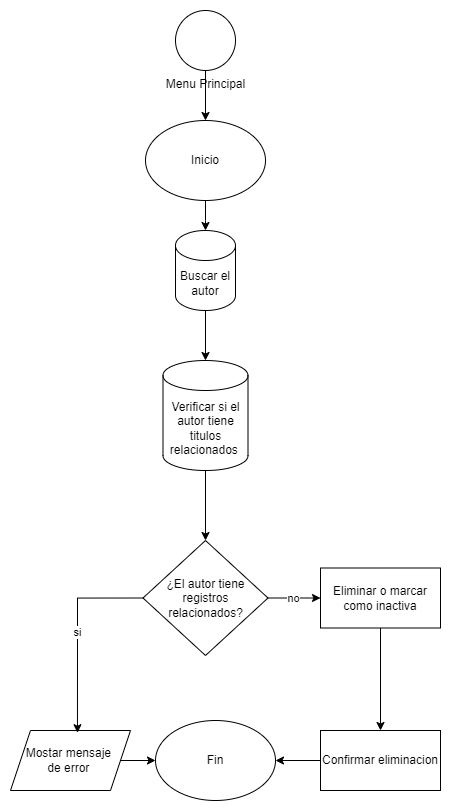 Menu Principal
Inicio
Buscar el
autor
Verificar si el
autor tiene
titulos
relacionados
¿El autor tiene
registros
relacionados?
no
Eliminar o marcar
como inactiva
si
Mostar mensaje
de error
Fin
Confirmar eliminacion